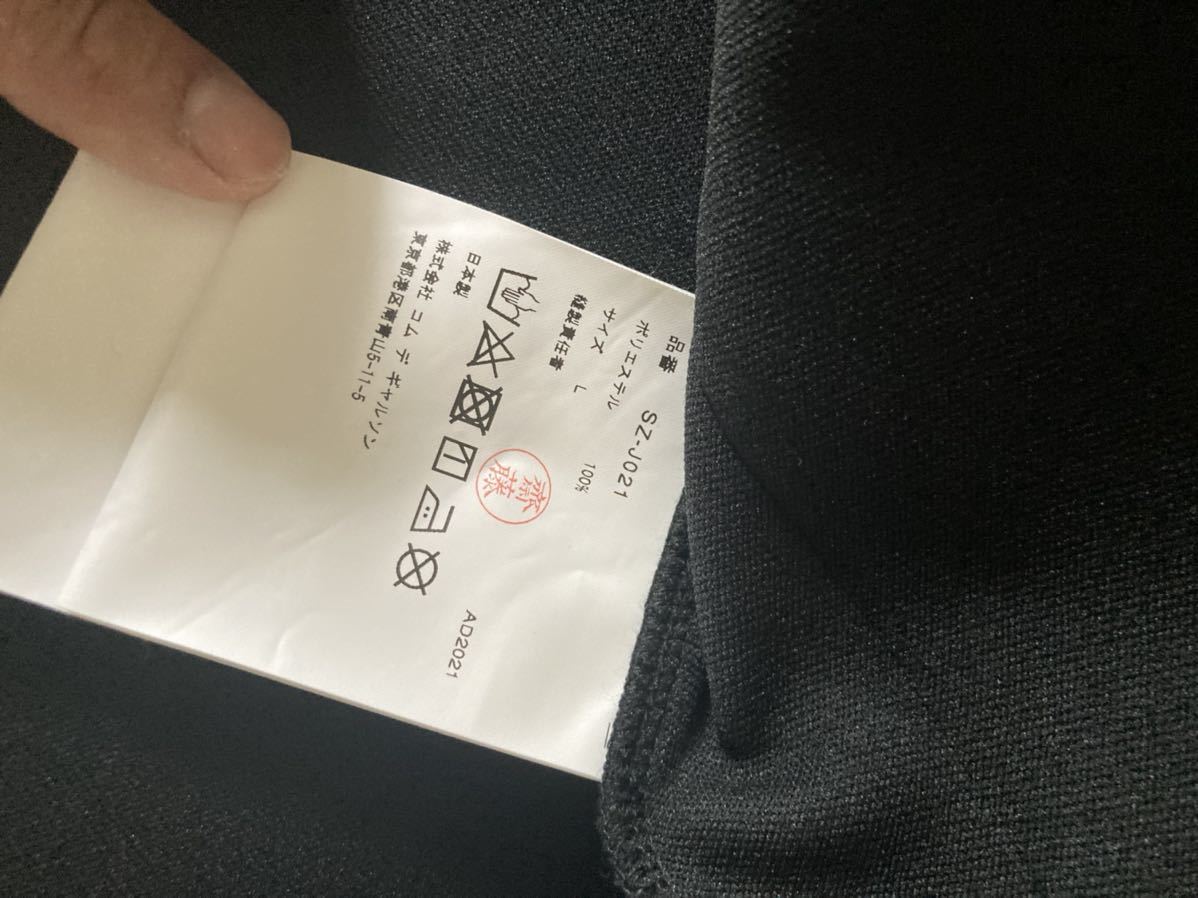 品番 SZ-J021
ポリエステル 100%
サイズ L
縫製責任者
齋藤
日本製
AD2021
株式会社 コム デ ギャルソン
東京都港区南青山5-11-5